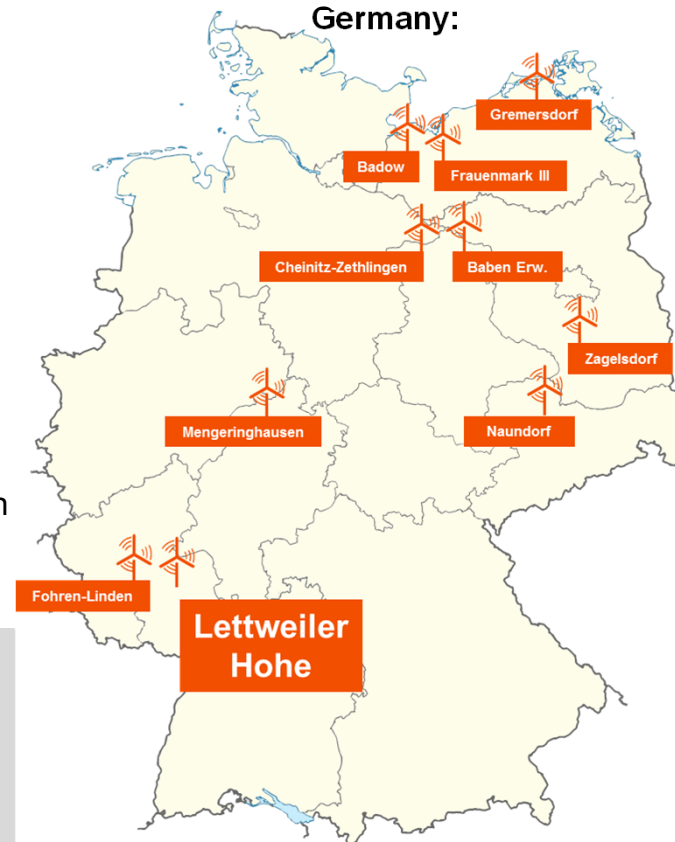 Germany:
Gremersdorf
Badow
Frauenmark III
Cheinitz-Zethlingen
Baben Erw.
Zagelsdorf
Mengeringhausen
Naundorf
n
Fohren-Linden
Lettweiler
Hohe